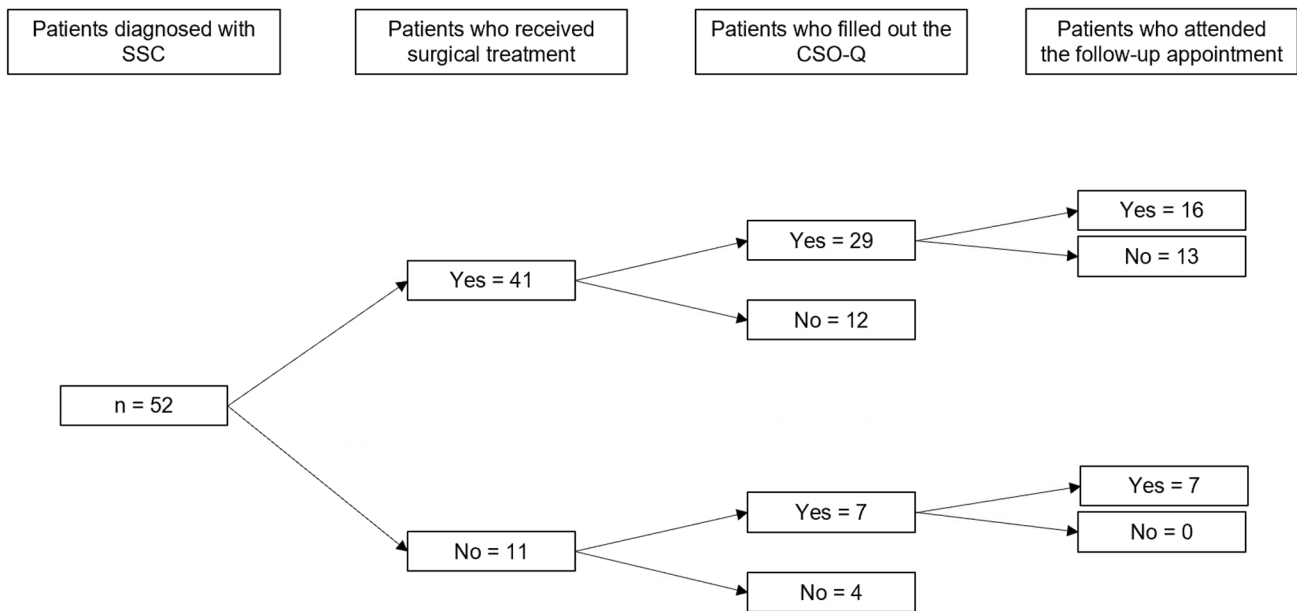 Patients diagnosed with
SSC
Patients who received
surgical treatment
Patients who filled out the
CSO-Q
Patients who attended
the follow-up appointment
Yes = 16
Yes = 29
No = 13
Yes = 41
No = 12
n = 52
Yes = 7
Yes = 7
No = 0
No = 11
No = 4